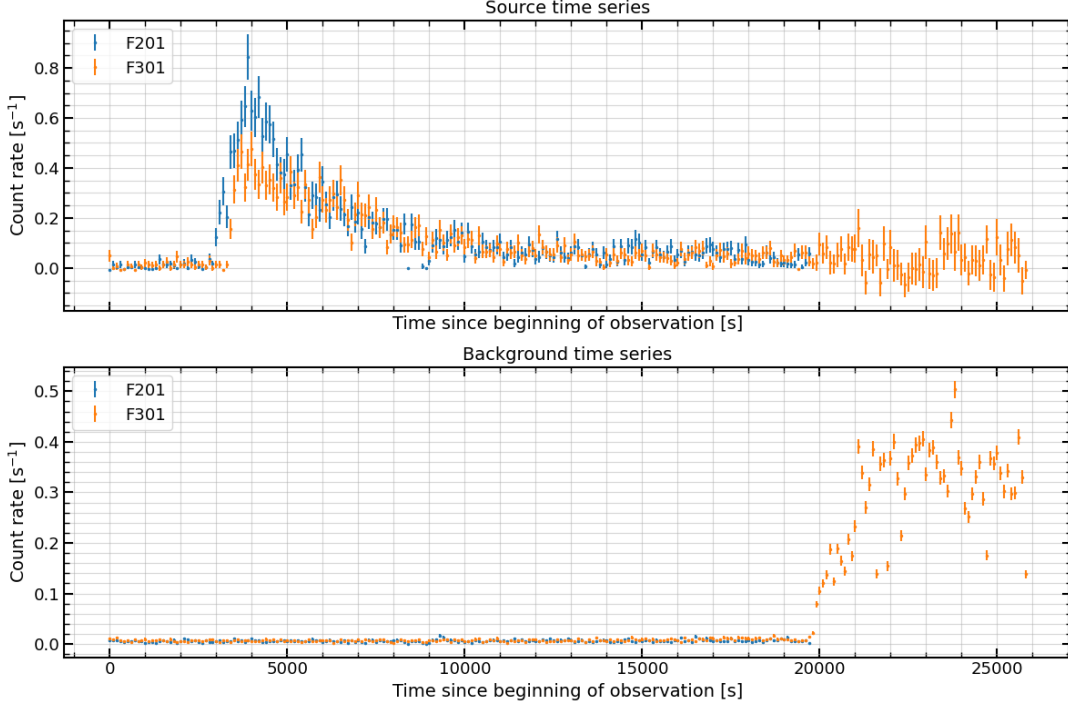 Source time series
F201
F301
0.8
0.6
0.4
0.2
0.0
Count rate [s⁻¹]
Time since beginning of observation [s]
Background time series
F201
F301
0.5
0.4
0.3
0.2
0.1
0.0
Count rate [s⁻¹]
0 5000 10000 15000 20000 25000
Time since beginning of observation [s]